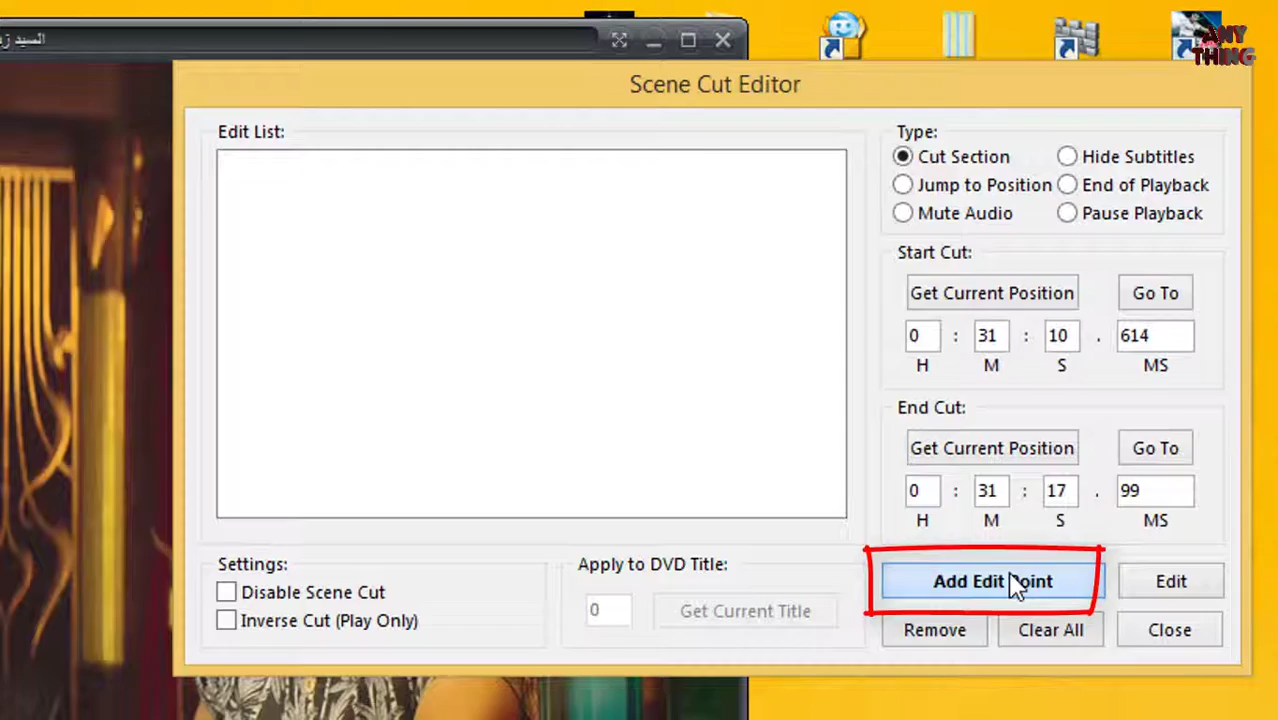 السيد
ANY
THING
Scene Cut Editor
Edit List:
Type:
Cut Section
Hide Subtitles
Jump to Position
End of Playback
Mute Audio
Pause Playback
Start Cut:
Get Current Position
Go To
0 : 31 : 10 . 614
H M S MS
End Cut:
Get Current Position
Go To
0 : 31 : 17 . 99
H M S MS
Settings:
Disable Scene Cut
Inverse Cut (Play Only)
Apply to DVD Title:
0
Get Current Title
Add Edit Point
Edit
Remove
Clear All
Close